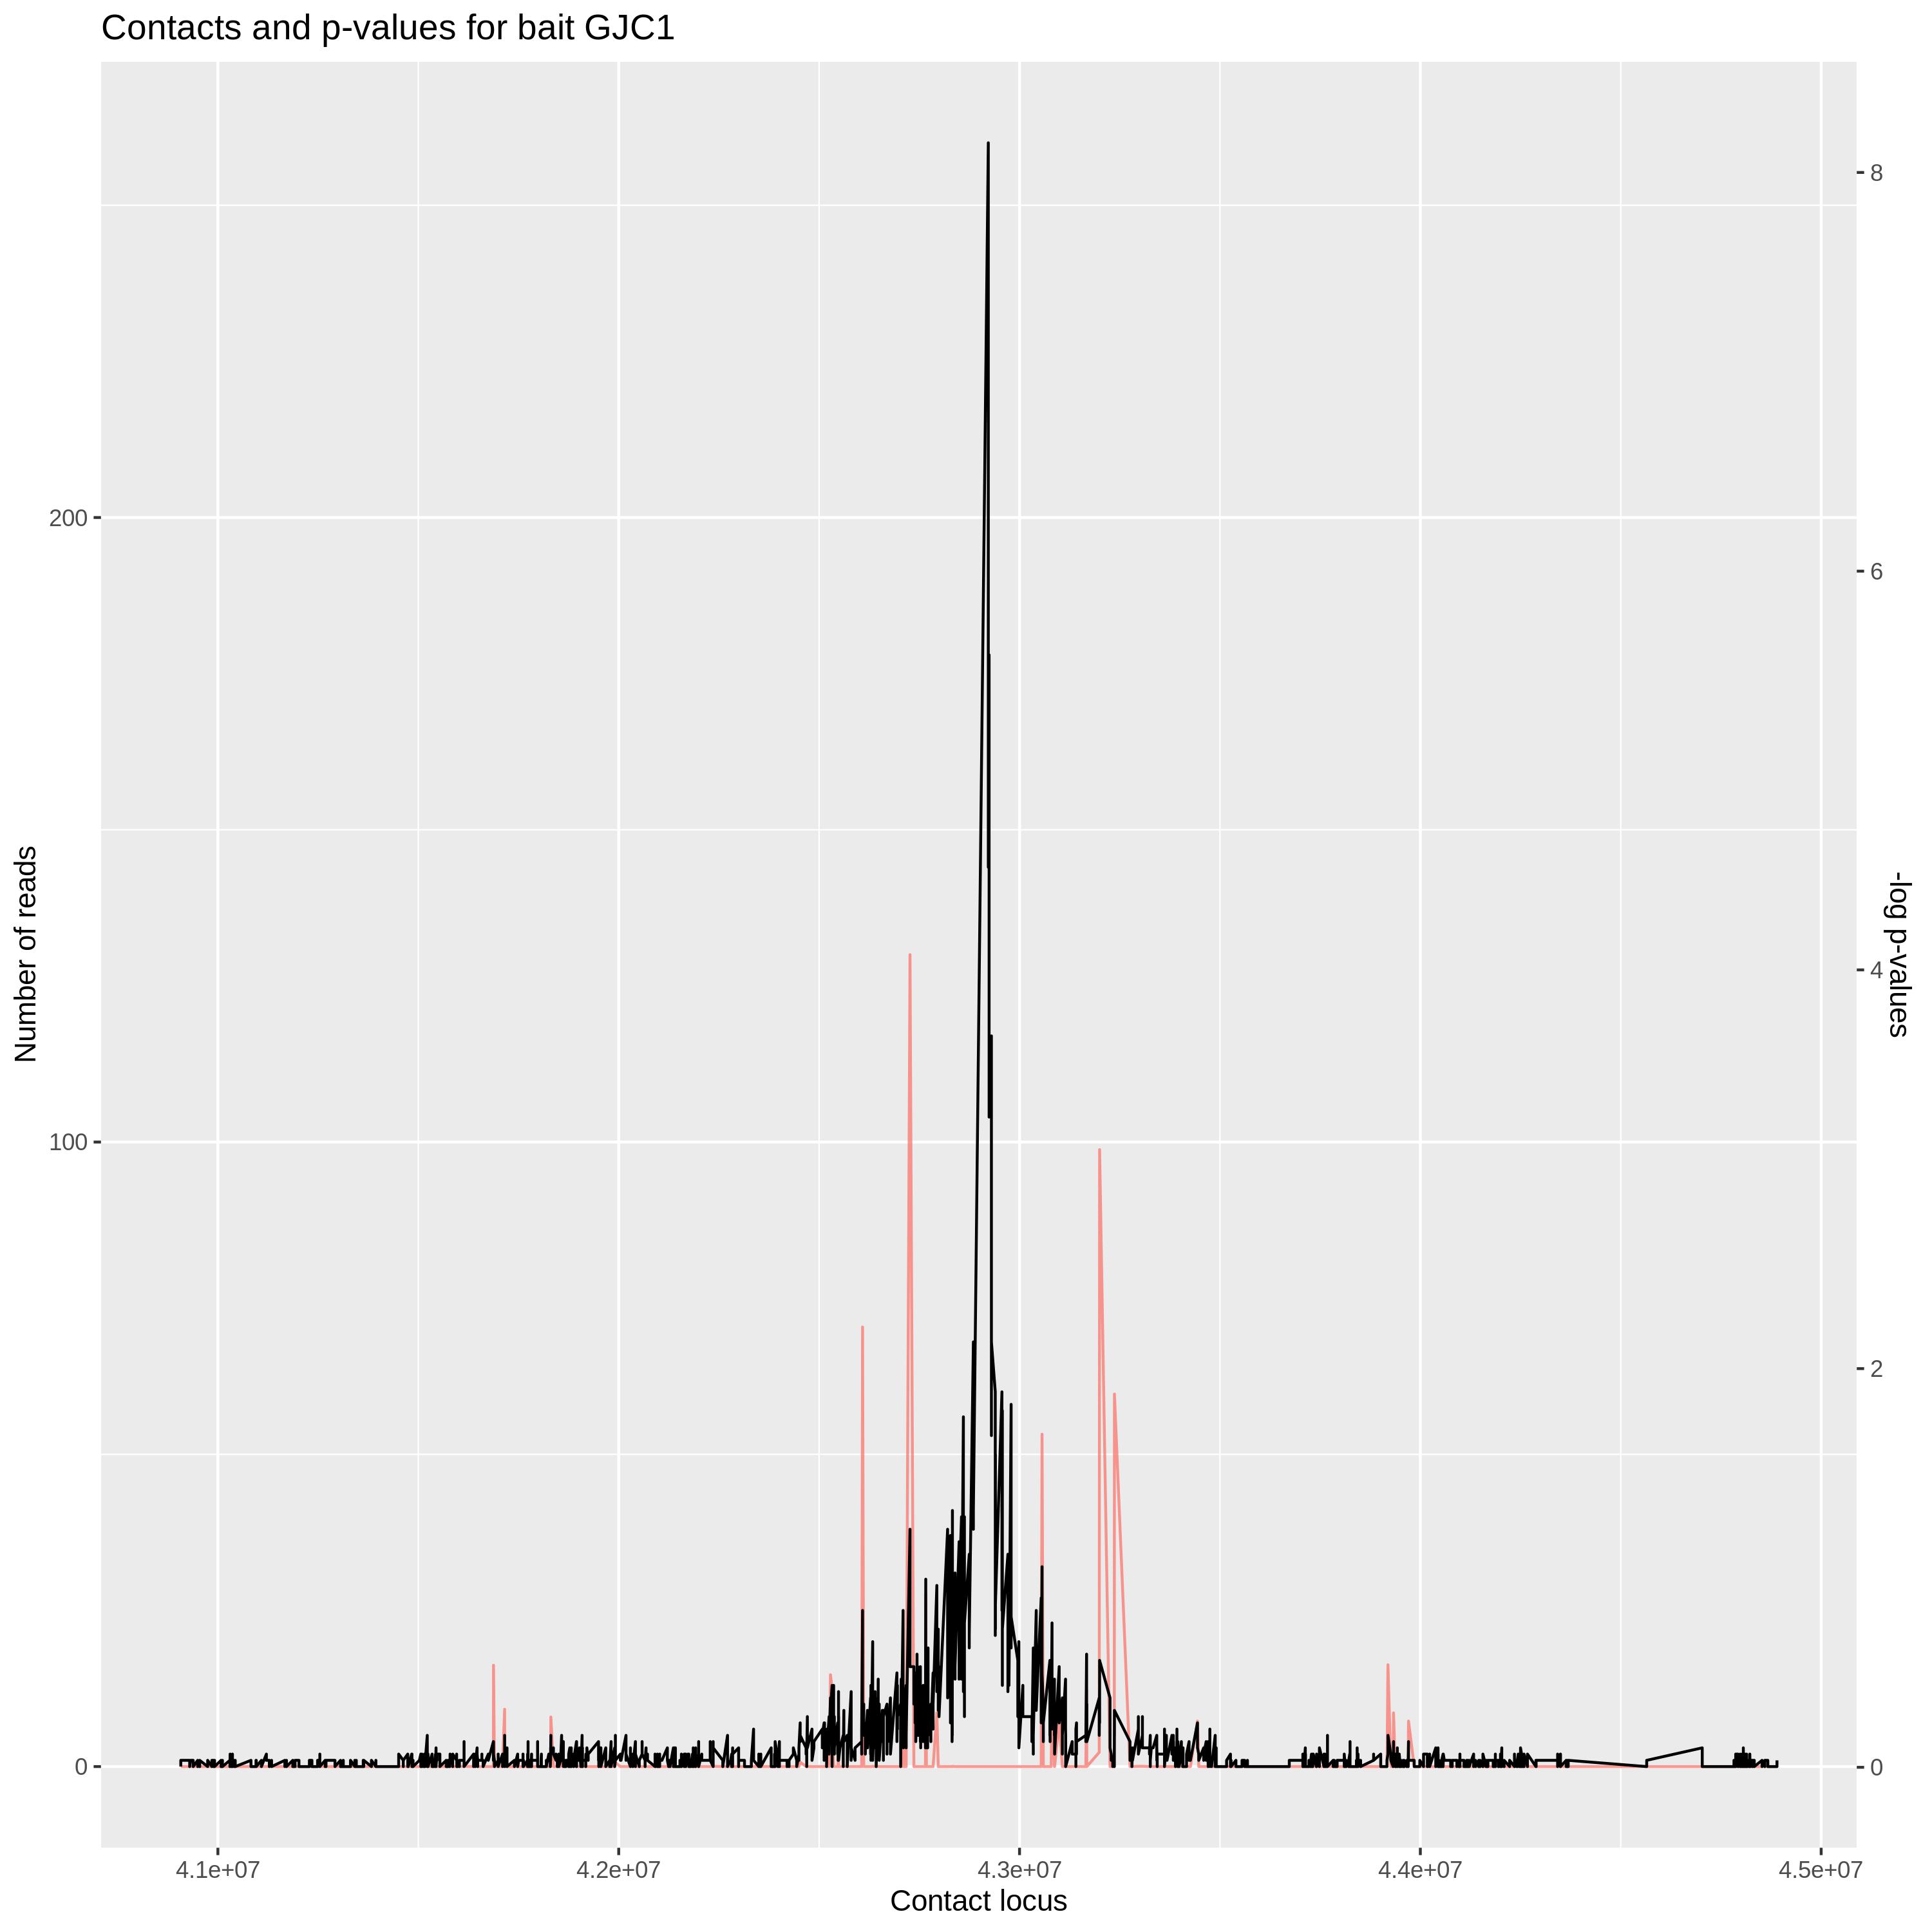 Contacts and p-values for bait GJC1
8
200
6
Number of reads
-log p-values
4
100
2
0
0
4.1e+07
4.2e+07
4.3e+07
4.4e+07
4.5e+07
Contact locus